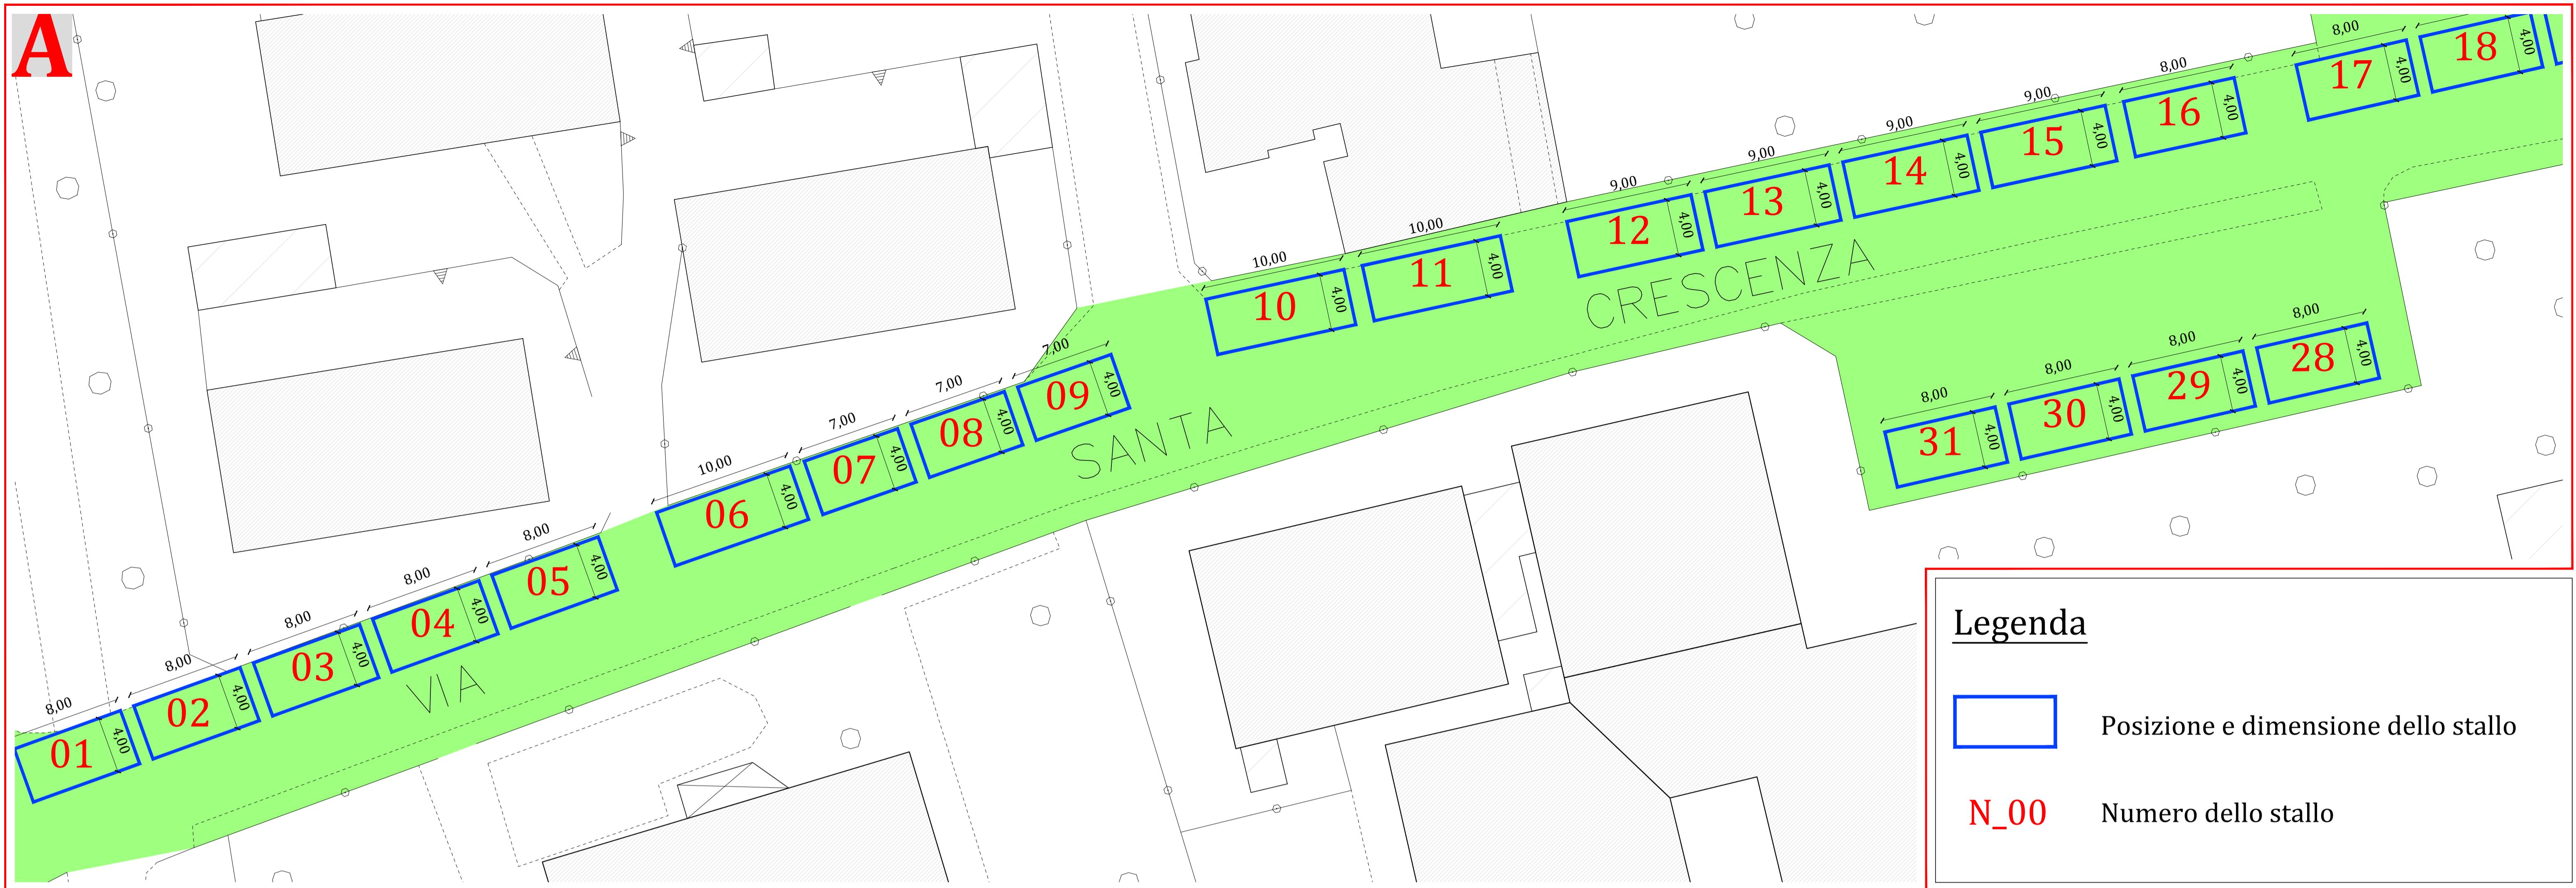 A
8,00 4,00 01
8,00 4,00 02
8,00 4,00 03
8,00 4,00 04
8,00 4,00 05
10,00 4,00 06
7,00 4,00 07
7,00 4,00 08
7,00 4,00 09
10,00 4,00 10
10,00 4,00 11
9,00 4,00 12
9,00 4,00 13
9,00 4,00 14
9,00 4,00 15
8,00 4,00 16
8,00 4,00 17
4,00 18
8,00 4,00 31
8,00 4,00 30
8,00 4,00 29
8,00 4,00 28
VIA SANTA CRESCENZA
Legenda
Posizione e dimensione dello stallo
N_00 Numero dello stallo